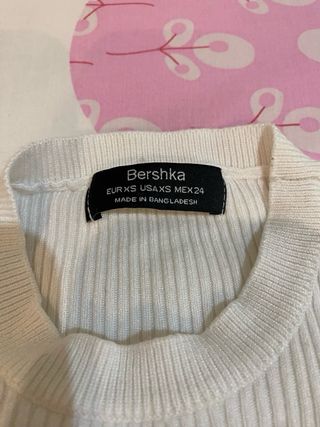 Bershka
EUR XS USA XS MEX 24
MADE IN BANGLADESH